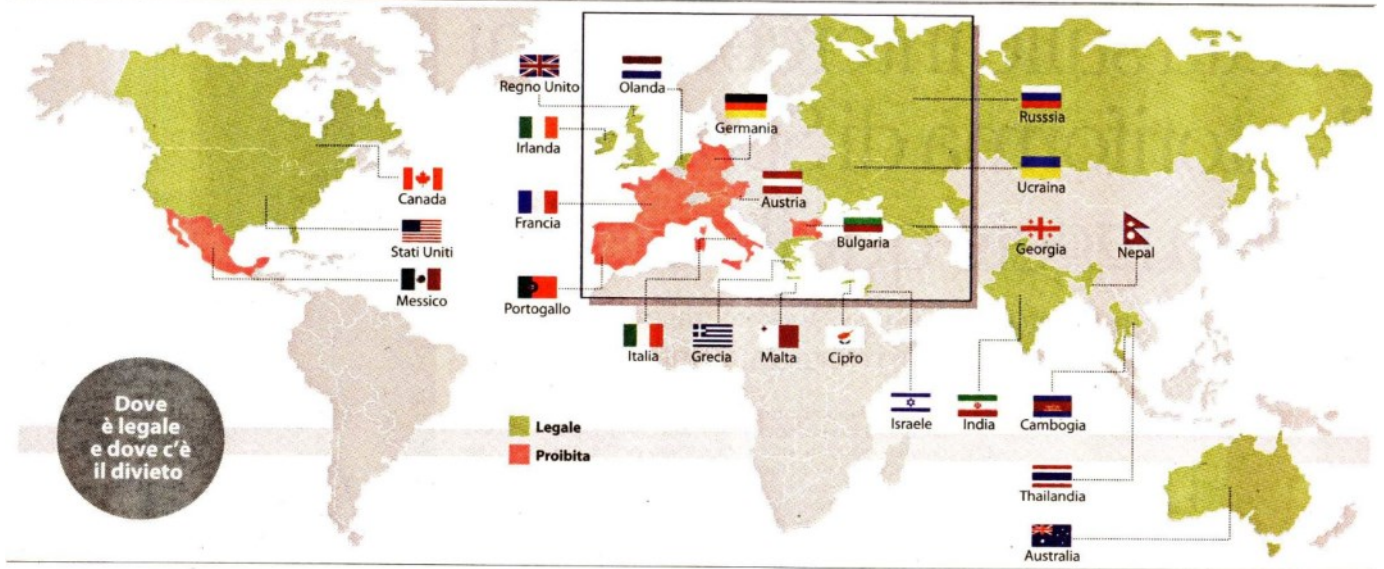 Regno Unito
Olanda
Germania
Russsia
Irlanda
Canada
Francia
Austria
Ucraina
Stati Uniti
Bulgaria
Georgia
Nepal
Messico
Portogallo
Italia
Grecia
Malta
Cipro
Israele
India
Cambogia
Dove
è legale
e dove c'è
il divieto
Legale
Proibita
Thailandia
Australia